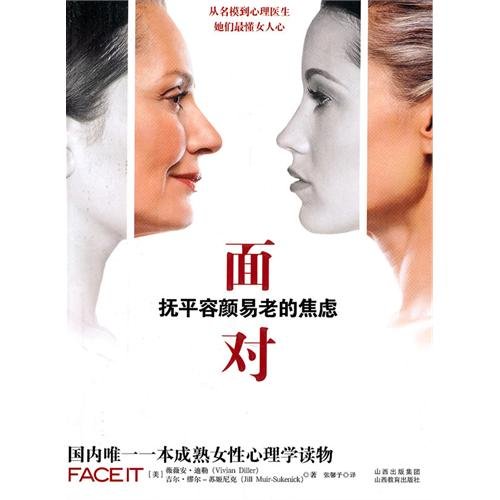 从名模到心理医生
她们最懂女人心
面
抚平容颜易老的焦虑
对
国内唯一一本成熟女性心理学读物
FACE IT
[美] 薇薇安·迪勒 (Vivian Diller)
吉尔·缪尔-苏姬尼克 (Jill Muir-Sukenick) 著 张馨予 译
山西出版集团
山西教育出版社